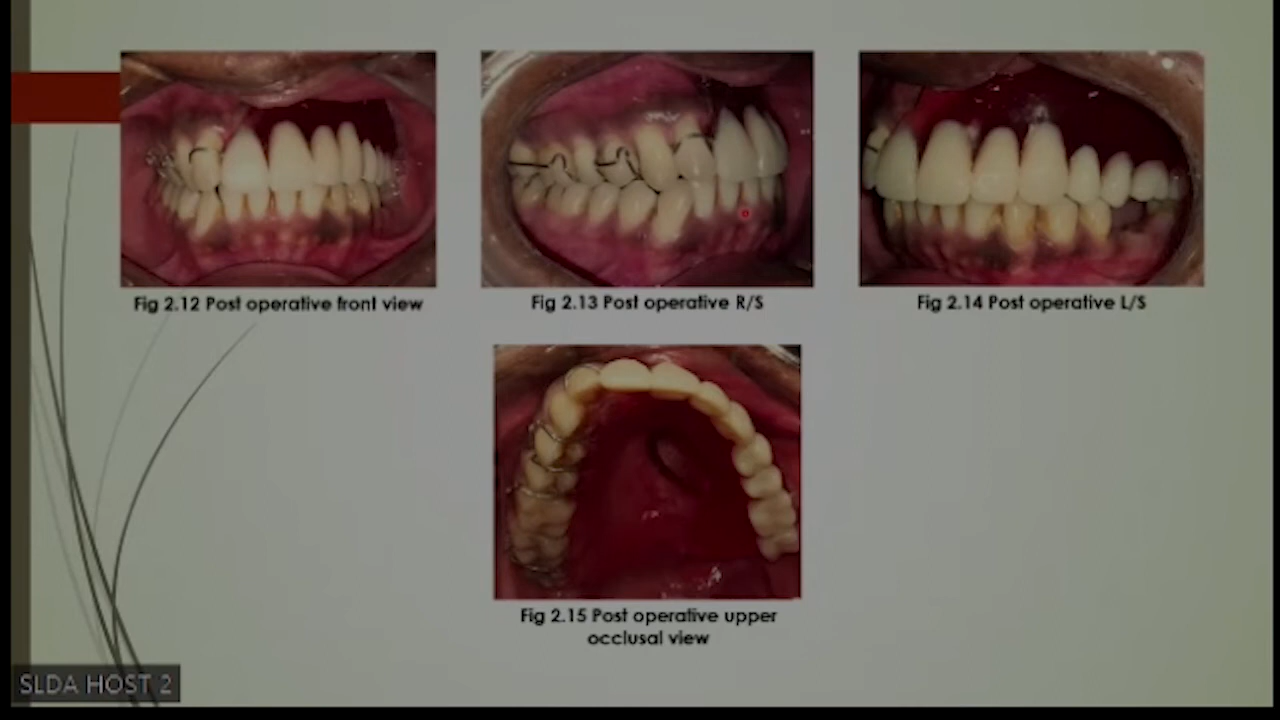 Fig 2.12 Post operative front view
Fig 2.13 Post operative R/S
Fig 2.14 Post operative L/S
Fig 2.15 Post operative upper
occlusal view
SLDA HOST 2